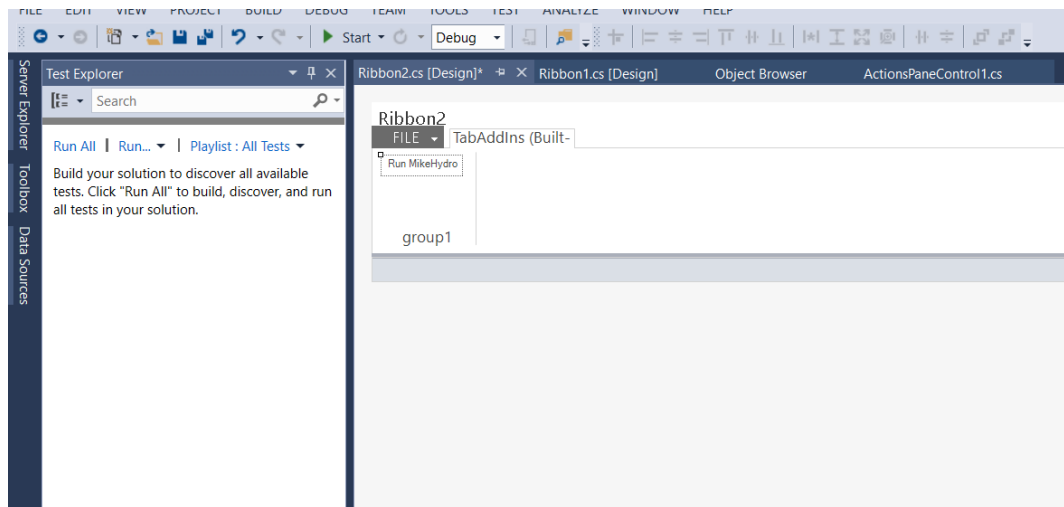 FILE EDIT VIEW PROJECT BUILD DEBUG TEAM TOOLS TEST ANALYZE WINDOW HELP
Start Debug
Server Explorer
Toolbox
Data Sources
Test Explorer
Search
Run All | Run... | Playlist : All Tests
Build your solution to discover all available
tests. Click "Run All" to build, discover, and run
all tests in your solution.
Ribbon2.cs [Design]* Ribbon1.cs [Design] Object Browser ActionsPaneControl1.cs
Ribbon2
FILE TabAddIns (Built-
Run MikeHydro
group1